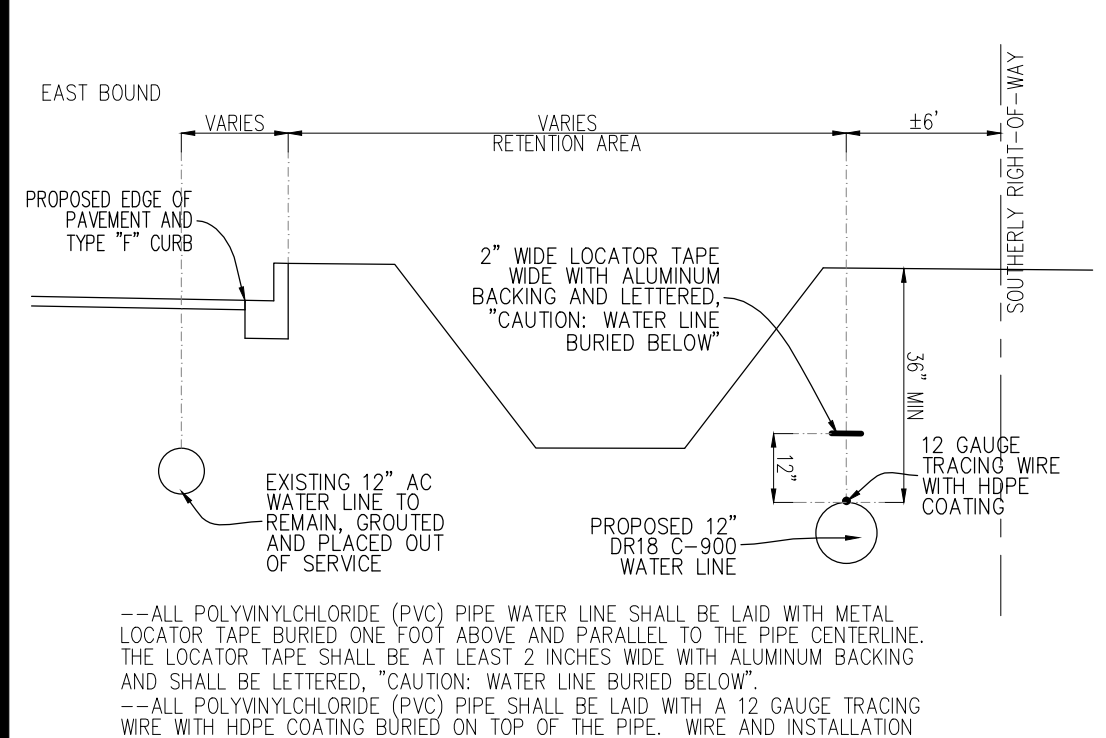 EAST BOUND
VARIES
VARIES
RETENTION AREA
±6'
SOUTHERLY RIGHT-OF-WAY
PROPOSED EDGE OF
PAVEMENT AND
TYPE "F" CURB
2" WIDE LOCATOR TAPE
WIDE WITH ALUMINUM
BACKING AND LETTERED,
"CAUTION: WATER LINE
BURIED BELOW"
36" MIN
12"
12 GAUGE
TRACING WIRE
WITH HDPE
COATING
EXISTING 12" AC
WATER LINE TO
REMAIN, GROUTED
AND PLACED OUT
OF SERVICE
PROPOSED 12"
DR18 C-900
WATER LINE
--ALL POLYVINYLCHLORIDE (PVC) PIPE WATER LINE SHALL BE LAID WITH METAL
LOCATOR TAPE BURIED ONE FOOT ABOVE AND PARALLEL TO THE PIPE CENTERLINE.
THE LOCATOR TAPE SHALL BE AT LEAST 2 INCHES WIDE WITH ALUMINUM BACKING
AND SHALL BE LETTERED, "CAUTION: WATER LINE BURIED BELOW".
--ALL POLYVINYLCHLORIDE (PVC) PIPE SHALL BE LAID WITH A 12 GAUGE TRACING
WIRE WITH HDPE COATING BURIED ON TOP OF THE PIPE.  WIRE AND INSTALLATION